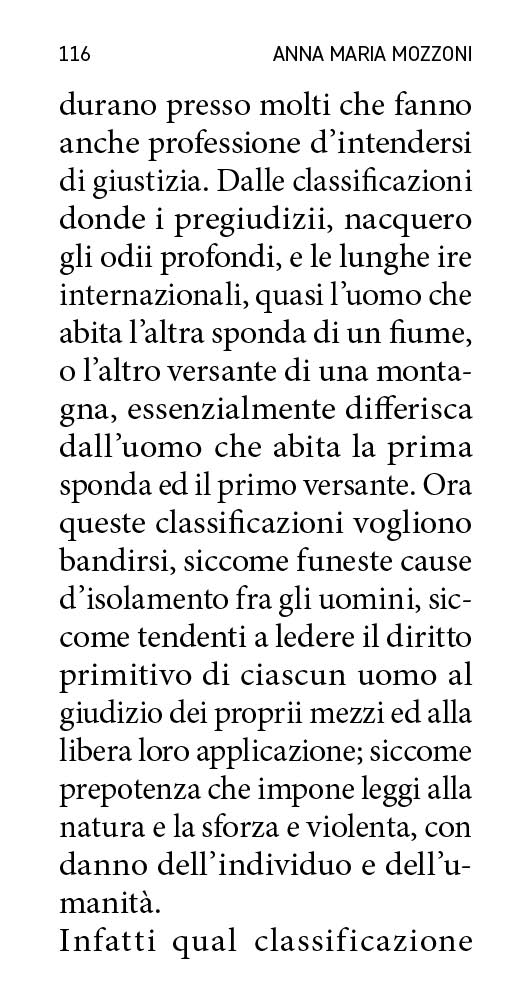 116 ANNA MARIA MOZZONI
durano presso molti che fanno
anche professione d’intendersi
di giustizia. Dalle classificazioni
donde i pregiudizii, nacquero
gli odii profondi, e le lunghe ire
internazionali, quasi l’uomo che
abita l’altra sponda di un fiume,
o l’altro versante di una monta-
gna, essenzialmente differisca
dall’uomo che abita la prima
sponda ed il primo versante. Ora
queste classificazioni vogliono
bandirsi, siccome funeste cause
d’isolamento fra gli uomini, sic-
come tendenti a ledere il diritto
primitivo di ciascun uomo al
giudizio dei proprii mezzi ed alla
libera loro applicazione; siccome
prepotenza che impone leggi alla
natura e la sforza e violenta, con
danno dell’individuo e dell’u-
manità.
Infatti qual classificazione